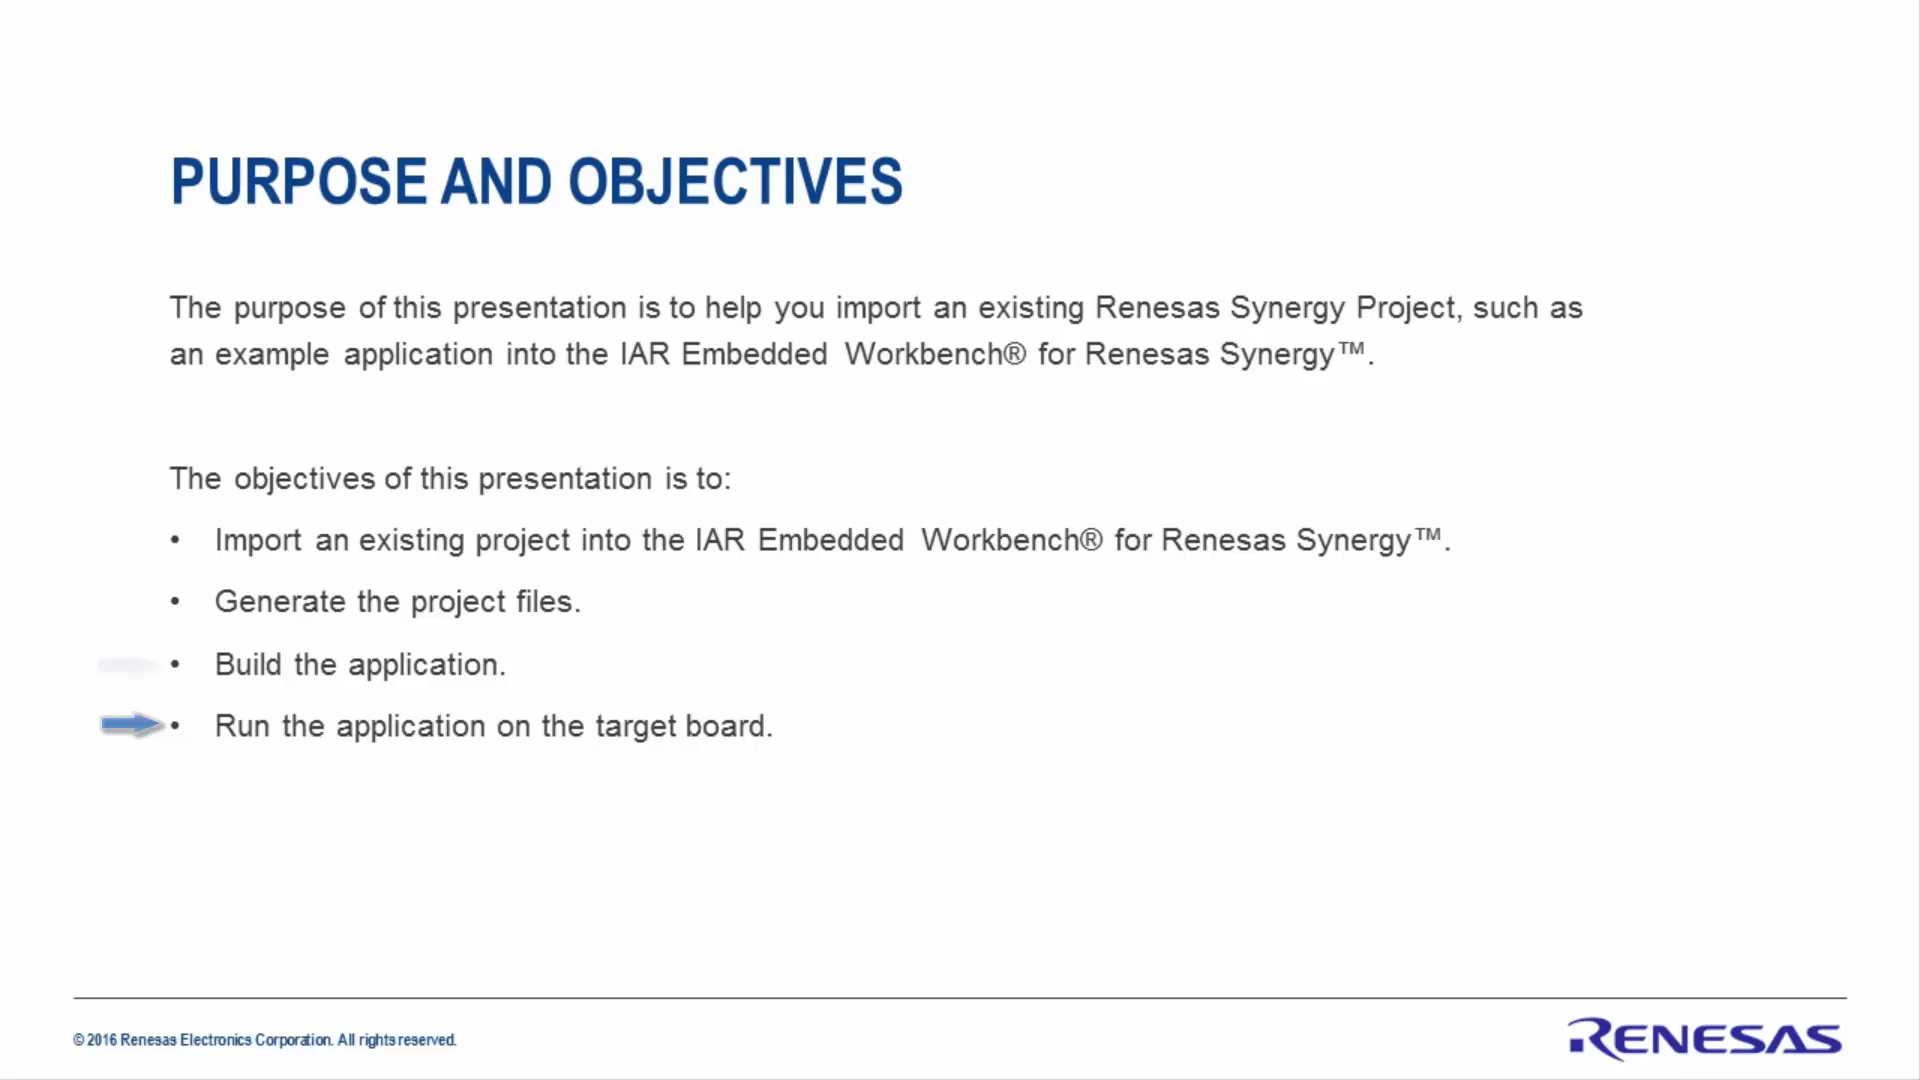 PURPOSE AND OBJECTIVES
The purpose of this presentation is to help you import an existing Renesas Synergy Project, such as
an example application into the IAR Embedded Workbench® for Renesas Synergy™.
The objectives of this presentation is to:
• Import an existing project into the IAR Embedded Workbench® for Renesas Synergy™.
• Generate the project files.
• Build the application.
• Run the application on the target board.
© 2016 Renesas Electronics Corporation. All rights reserved.
RENESAS